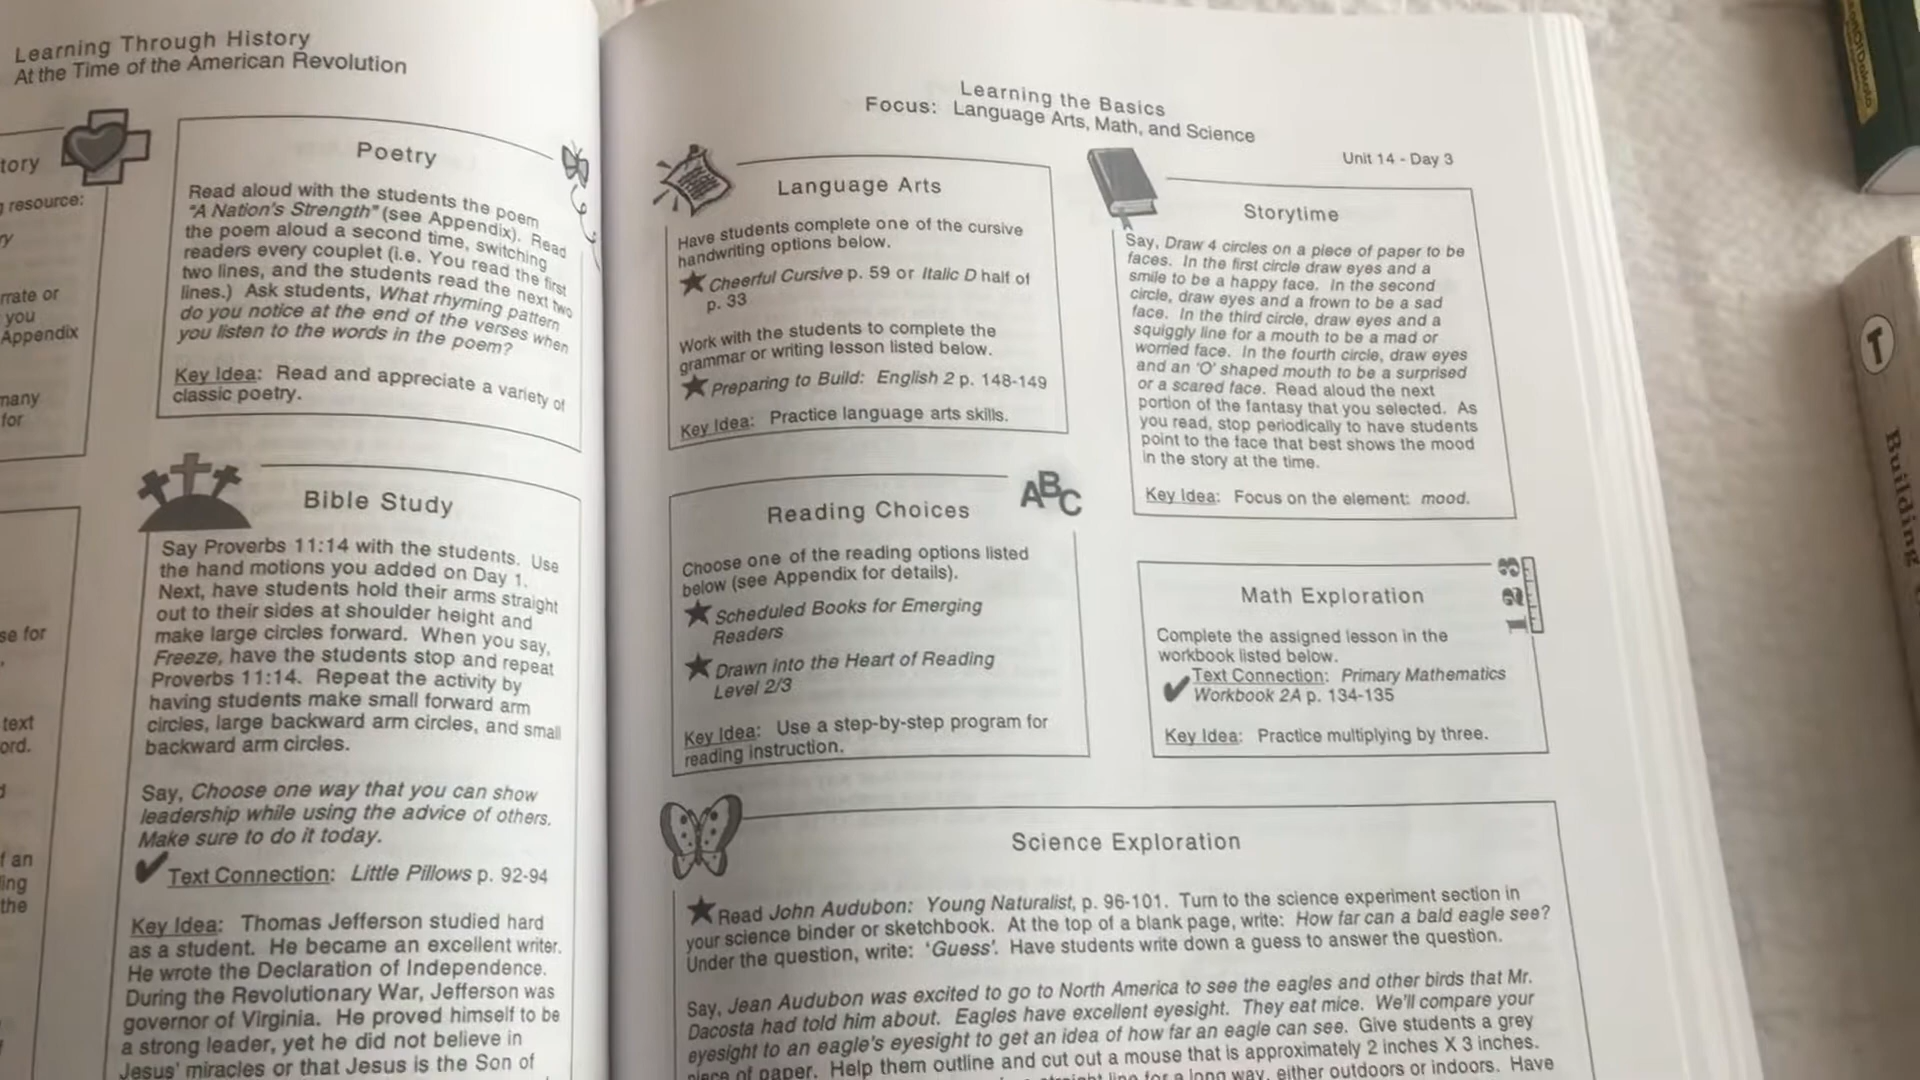 Learning Through History
At the Time of the American Revolution
tory
resource:
rrate or
you
Appendix
many
for
se for
text
ord.
f an
ing
the
Poetry
Read aloud with the students the poem
"A Nation's Strength" (see Appendix). Read
the poem aloud a second time, switching
readers every couplet (i.e. You read the first
two lines, and the students read the next two
lines.) Ask students, What rhyming pattern
do you notice at the end of the verses when
you listen to the words in the poem?
Key Idea: Read and appreciate a variety of
classic poetry.
Bible Study
Say Proverbs 11:14 with the students. Use
the hand motions you added on Day 1.
Next, have students hold their arms straight
out to their sides at shoulder height and
make large circles forward. When you say,
Freeze, have the students stop and repeat
Proverbs 11:14. Repeat the activity by
having students make small forward arm
circles, large backward arm circles, and small
backward arm circles.
Say, Choose one way that you can show
leadership while using the advice of others.
Make sure to do it today.
Text Connection: Little Pillows p. 92-94
Key Idea: Thomas Jefferson studied hard
as a student. He became an excellent writer.
He wrote the Declaration of Independence.
During the Revolutionary War, Jefferson was
governor of Virginia. He proved himself to be
a strong leader, yet he did not believe in
Jesus' miracles or that Jesus is the Son of
Learning the Basics
Focus: Language Arts, Math, and Science
Unit 14 - Day 3
Language Arts
Have students complete one of the cursive
handwriting options below.
Cheerful Cursive p. 59 or Italic D half of
p. 33
Work with the students to complete the
grammar or writing lesson listed below.
Preparing to Build: English 2 p. 148-149
Key Idea: Practice language arts skills.
ABC
Reading Choices
Choose one of the reading options listed
below (see Appendix for details).
Scheduled Books for Emerging
Readers
Drawn into the Heart of Reading
Level 2/3
Key Idea: Use a step-by-step program for
reading instruction.
Storytime
Say, Draw 4 circles on a piece of paper to be
faces. In the first circle draw eyes and a
smile to be a happy face. In the second
circle, draw eyes and a frown to be a sad
face. In the third circle, draw eyes and a
squiggly line for a mouth to be a mad or
worried face. In the fourth circle, draw eyes
and an 'O' shaped mouth to be a surprised
or a scared face. Read aloud the next
portion of the fantasy that you selected. As
you read, stop periodically to have students
point to the face that best shows the mood
in the story at the time.
Key Idea: Focus on the element: mood.
Math Exploration
Complete the assigned lesson in the
workbook listed below.
Text Connection: Primary Mathematics
Workbook 2A p. 134-135
Key Idea: Practice multiplying by three.
Science Exploration
Read John Audubon: Young Naturalist, p. 96-101. Turn to the science experiment section in
your science binder or sketchbook. At the top of a blank page, write: How far can a bald eagle see?
Under the question, write: 'Guess'. Have students write down a guess to answer the question.
Say, Jean Audubon was excited to go to North America to see the eagles and other birds that Mr.
Dacosta had told him about. Eagles have excellent eyesight. They eat mice. We'll compare your
eyesight to an eagle's eyesight to get an idea of how far an eagle can see. Give students a grey
piece of paper. Help them outline and cut out a mouse that is approximately 2 inches X 3 inches.
straight line for a long way, either outdoors or indoors. Have
T
Building